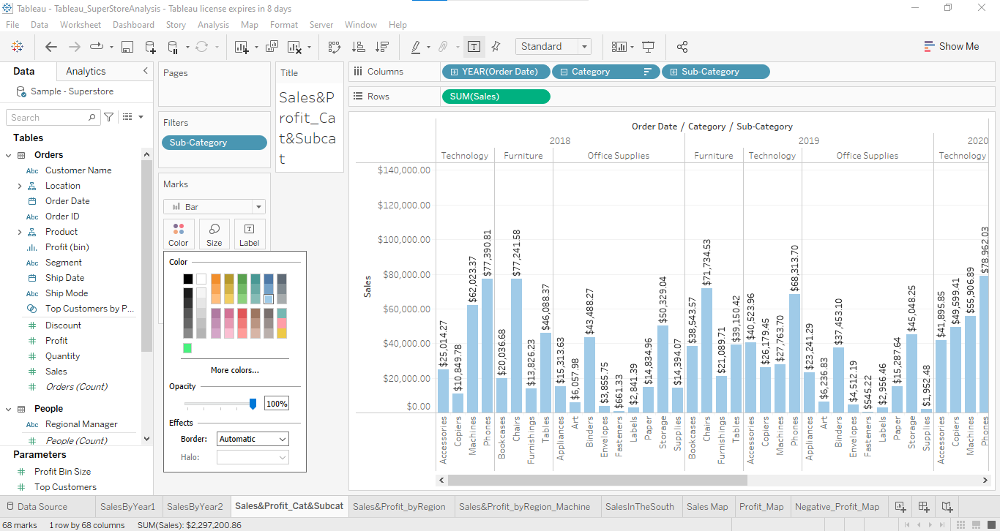 Tableau - Tableau_SuperStoreAnalysis - Tableau license expires in 8 days
File Data Worksheet Dashboard Story Analysis Map Format Server Window Help
Standard
Show Me
Data Analytics
Sample - Superstore
Search
Tables
Orders
Abc Customer Name
Location
Order Date
Abc Order ID
Product
Profit (bin)
Abc Segment
Ship Date
Abc Ship Mode
Top Customers by P...
Discount
Profit
Quantity
Sales
Orders (Count)
People
Abc Regional Manager
People (Count)
Parameters
Profit Bin Size
Top Customers
Pages
Filters
Sub-Category
Marks
Bar
Color Size Label
Color
More colors...
Opacity
100%
Effects
Border: Automatic
Halo:
Title
Sales&P
rofit_Ca
t&Subca
t
Columns YEAR(Order Date) Category Sub-Category
Rows SUM(Sales)
Order Date / Category / Sub-Category
2018 2019 2020
Technology Furniture Office Supplies Furniture Technology Office Supplies Technology
Sales
$140,000.00
$120,000.00
$100,000.00
$80,000.00
$60,000.00
$40,000.00
$20,000.00
$0.00
$25,014.27
$10,849.78
$62,023.37
$77,390.81
$20,036.68
$77,241.58
$13,826.23
$46,088.37
$15,313.63
$6,057.98
$43,488.27
$3,855.75
$661.33
$2,841.39
$14,834.96
$50,329.04
$14,394.07
$38,543.57
$71,734.53
$21,089.71
$39,150.42
$40,523.96
$26,179.45
$27,763.70
$68,313.70
$23,241.29
$6,236.83
$37,453.10
$4,512.19
$545.22
$2,956.46
$15,287.64
$45,048.25
$1,952.48
$41,895.85
$49,599.41
$55,906.89
$78,962.03
Accessories
Copiers
Machines
Phones
Bookcases
Chairs
Furnishings
Tables
Appliances
Art
Binders
Envelopes
Fasteners
Labels
Paper
Storage
Supplies
Bookcases
Chairs
Furnishings
Tables
Accessories
Copiers
Machines
Phones
Appliances
Art
Binders
Envelopes
Fasteners
Labels
Paper
Storage
Supplies
Accessories
Copiers
Machines
Phones
Data Source SalesByYear1 SalesByYear2 Sales&Profit_Cat&Subcat Sales&Profit_byRegion Sales&Profit_byRegion_Machine SalesInTheSouth Sales Map Profit_Map Negative_Profit_Map
68 marks 1 row by 68 columns SUM(Sales): $2,297,200.86